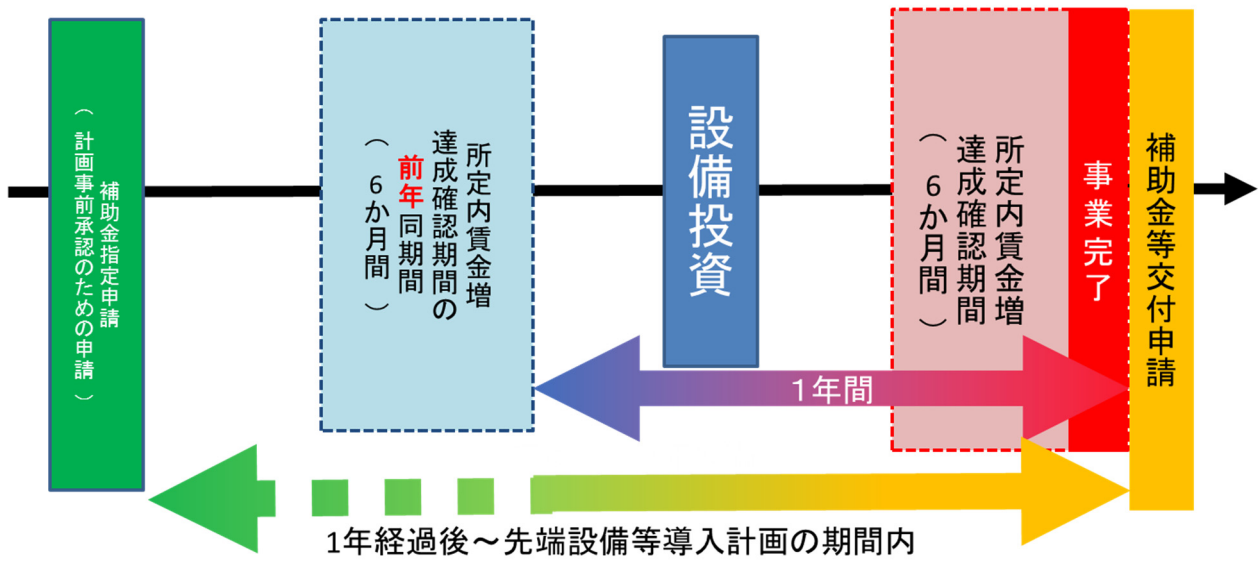 補助金指定申請
（計画事前承認のための申請）
所定内賃金増
達成確認期間の
前年同期間
（６か月間）
設備投資
所定内賃金増
達成確認期間
（６か月間）
事業完了
補助金等交付申請
１年間
1年経過後～先端設備等導入計画の期間内